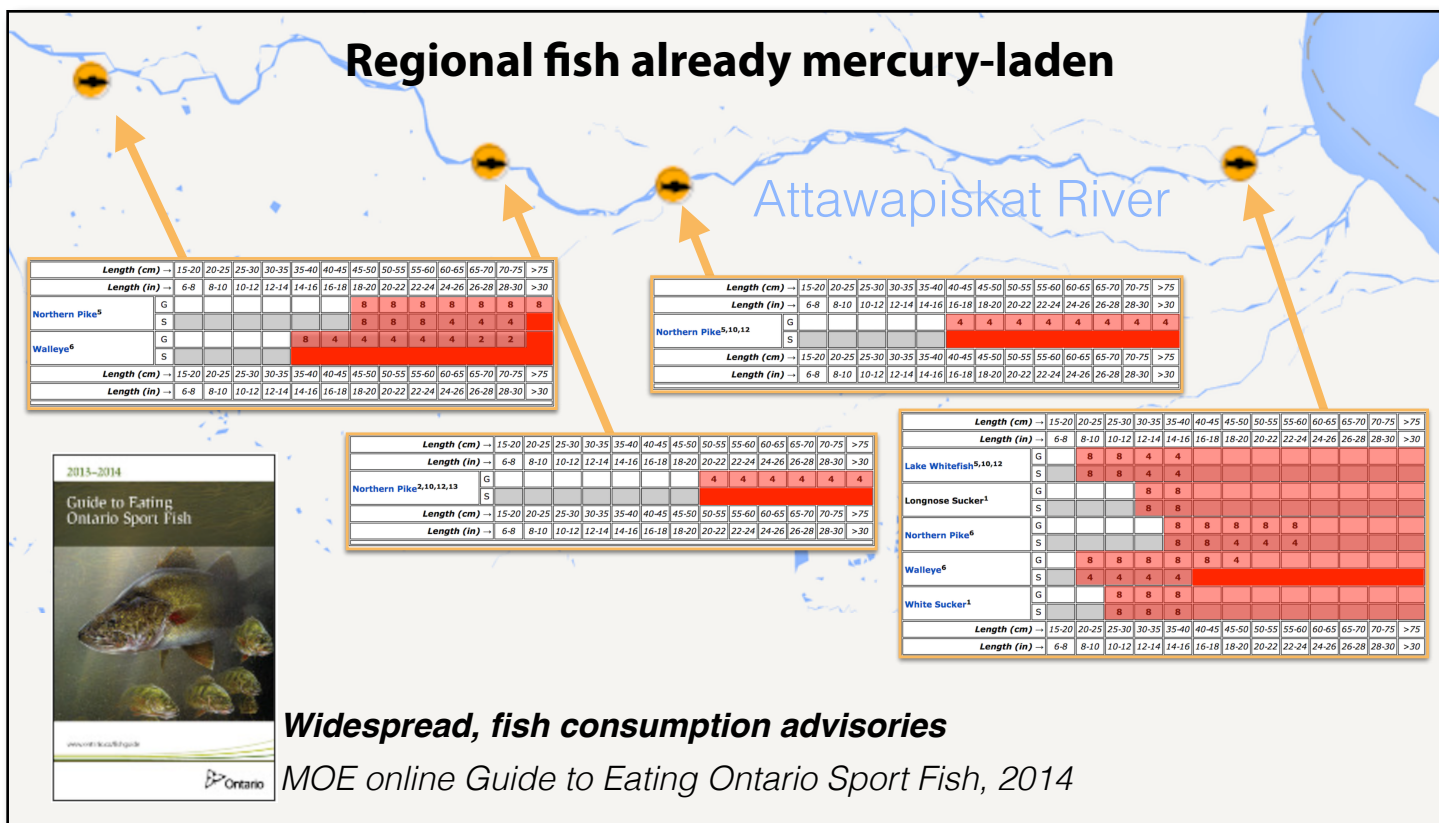 Regional fish already mercury-laden
Attawapiskat River
Length (cm) → 15-20 20-25 25-30 30-35 35-40 40-45 45-50 50-55 55-60 60-65 65-70 70-75 >75
Length (in) → 6-8 8-10 10-12 12-14 14-16 16-18 18-20 20-22 22-24 24-26 26-28 28-30 >30
Northern Pike5 G 8 8 8 8 8 8 8
S 8 8 8 4 4 4
Walleye6 G 8 4 4 4 4 4 2 2
S
Length (cm) → 15-20 20-25 25-30 30-35 35-40 40-45 45-50 50-55 55-60 60-65 65-70 70-75 >75
Length (in) → 6-8 8-10 10-12 12-14 14-16 16-18 18-20 20-22 22-24 24-26 26-28 28-30 >30
Length (cm) → 15-20 20-25 25-30 30-35 35-40 40-45 45-50 50-55 55-60 60-65 65-70 70-75 >75
Length (in) → 6-8 8-10 10-12 12-14 14-16 16-18 18-20 20-22 22-24 24-26 26-28 28-30 >30
Northern Pike5,10,12 G 4 4 4 4 4 4 4 4
S
Length (cm) → 15-20 20-25 25-30 30-35 35-40 40-45 45-50 50-55 55-60 60-65 65-70 70-75 >75
Length (in) → 6-8 8-10 10-12 12-14 14-16 16-18 18-20 20-22 22-24 24-26 26-28 28-30 >30
Length (cm) → 15-20 20-25 25-30 30-35 35-40 40-45 45-50 50-55 55-60 60-65 65-70 70-75 >75
Length (in) → 6-8 8-10 10-12 12-14 14-16 16-18 18-20 20-22 22-24 24-26 26-28 28-30 >30
Northern Pike2,10,12,13 G 4 4 4 4 4 4
S
Length (cm) → 15-20 20-25 25-30 30-35 35-40 40-45 45-50 50-55 55-60 60-65 65-70 70-75 >75
Length (in) → 6-8 8-10 10-12 12-14 14-16 16-18 18-20 20-22 22-24 24-26 26-28 28-30 >30
Length (cm) → 15-20 20-25 25-30 30-35 35-40 40-45 45-50 50-55 55-60 60-65 65-70 70-75 >75
Length (in) → 6-8 8-10 10-12 12-14 14-16 16-18 18-20 20-22 22-24 24-26 26-28 28-30 >30
Lake Whitefish5,10,12 G 8 8 4 4
S 8 8 4 4
Longnose Sucker1 G 8 8
S 8 8
Northern Pike6 G 8 8 8 8 8
S 8 8 4 4 4
Walleye6 G 8 8 8 8 8 8 4
S 4 4 4 4
White Sucker1 G 8 8 8
S 8 8 8
Length (cm) → 15-20 20-25 25-30 30-35 35-40 40-45 45-50 50-55 55-60 60-65 65-70 70-75 >75
Length (in) → 6-8 8-10 10-12 12-14 14-16 16-18 18-20 20-22 22-24 24-26 26-28 28-30 >30
2013–2014
Guide to Eating
Ontario Sport Fish
Ontario
Widespread, fish consumption advisories
MOE online Guide to Eating Ontario Sport Fish, 2014